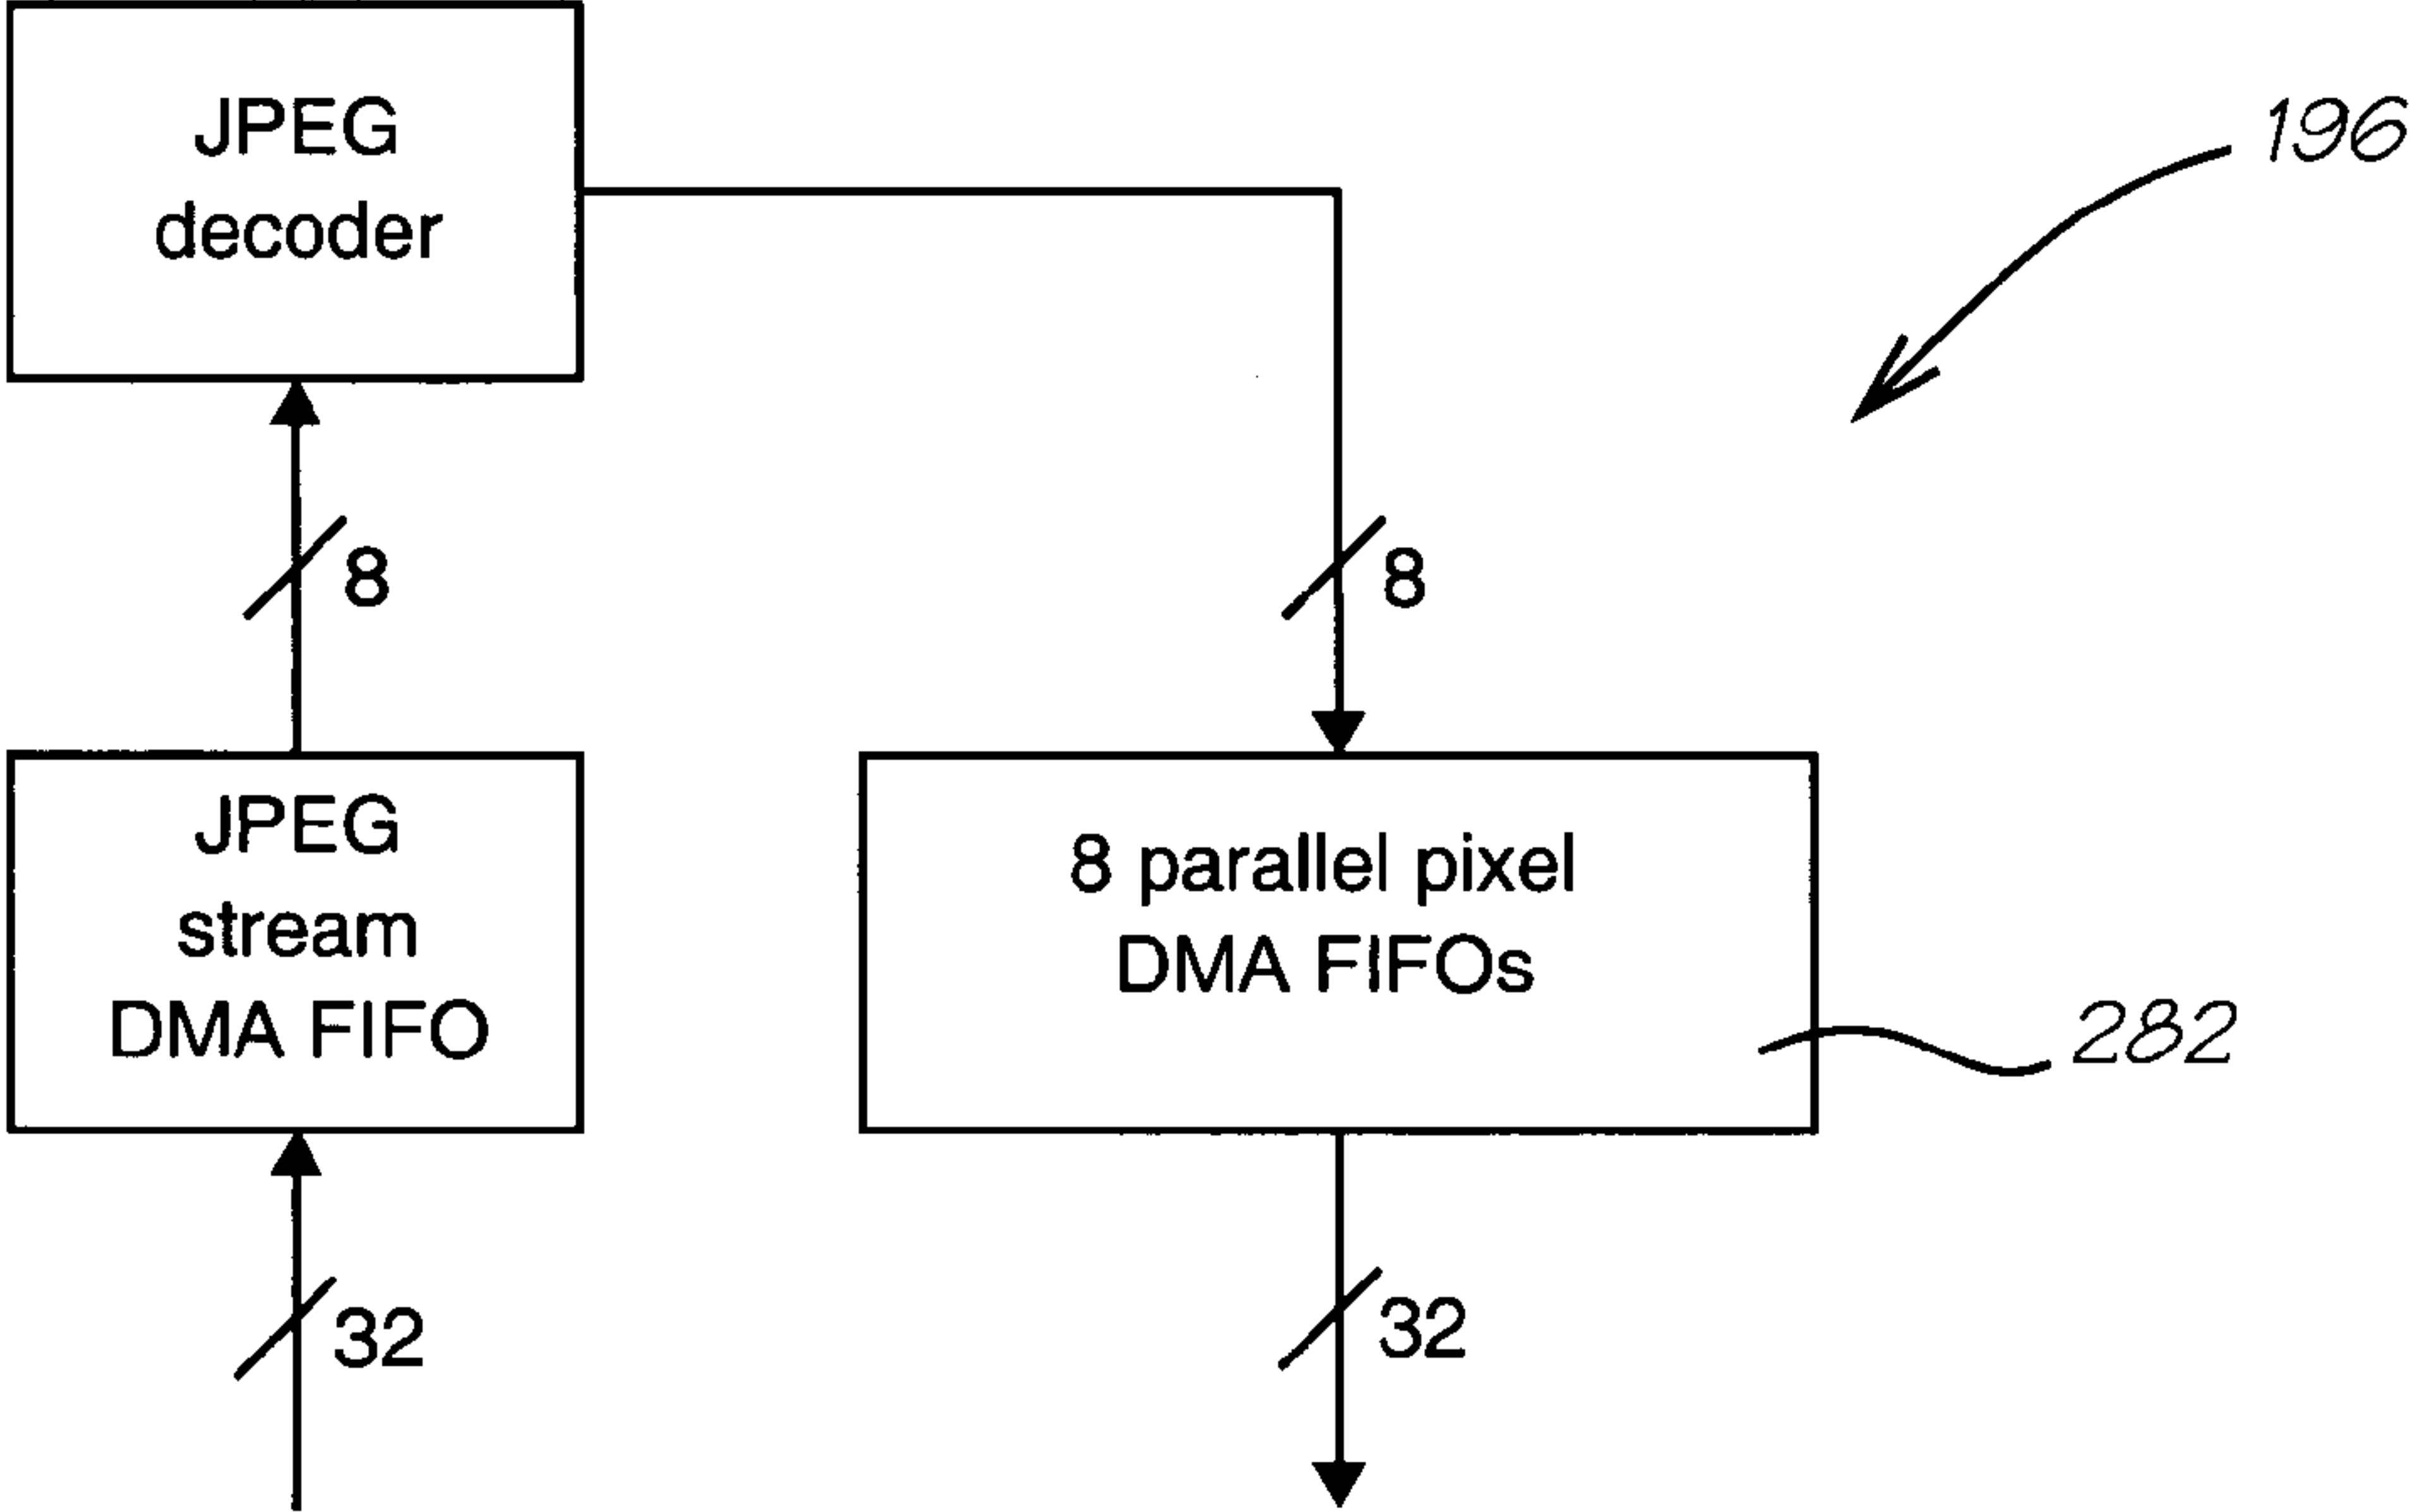 JPEG
decoder
196
8
8
JPEG
stream
DMA FIFO
8 parallel pixel
DMA FIFOs
282
32
32